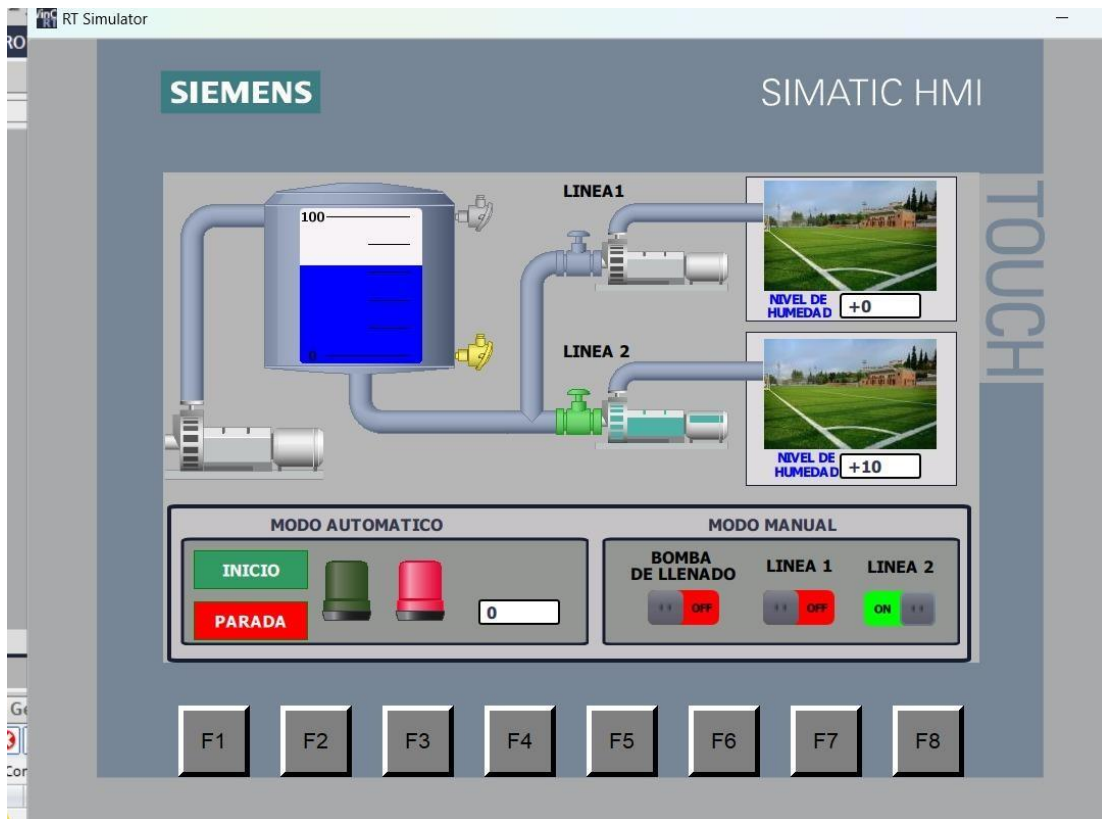 RT Simulator
SIEMENS
SIMATIC HMI
TOUCH
100
0
LINEA1
NIVEL DE
HUMEDAD
+0
LINEA 2
NIVEL DE
HUMEDAD
+10
MODO AUTOMATICO
INICIO
PARADA
0
MODO MANUAL
BOMBA
DE LLENADO
OFF
LINEA 1
OFF
LINEA 2
ON
F1
F2
F3
F4
F5
F6
F7
F8